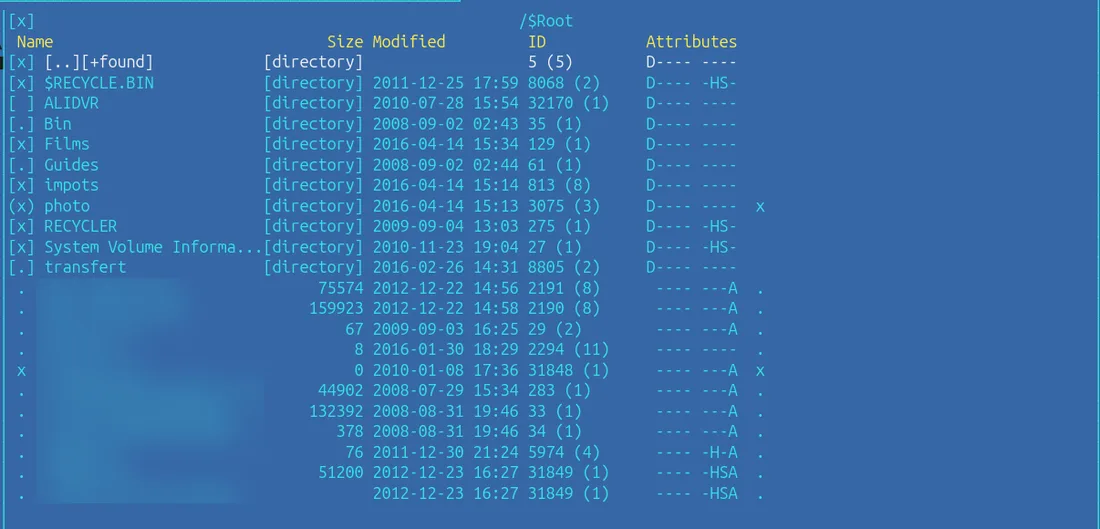 [x] /$Root
Name Size Modified ID Attributes
[x] [..][+found] [directory] 5 (5) D---- ----
[x] $RECYCLE.BIN [directory] 2011-12-25 17:59 8068 (2) D---- -HS-
[ ] ALIDVR [directory] 2010-07-28 15:54 32170 (1) D---- ----
[.] Bin [directory] 2008-09-02 02:43 35 (1) D---- ----
[x] Films [directory] 2016-04-14 15:34 129 (1) D---- ----
[.] Guides [directory] 2008-09-02 02:44 61 (1) D---- ----
[x] impots [directory] 2016-04-14 15:14 813 (8) D---- ----
(x) photo [directory] 2016-04-14 15:13 3075 (3) D---- ---- x
[x] RECYCLER [directory] 2009-09-04 13:03 275 (1) D---- -HS-
[x] System Volume Informa...[directory] 2010-11-23 19:04 27 (1) D---- -HS-
[.] transfert [directory] 2016-02-26 14:31 8805 (2) D---- ----
. 75574 2012-12-22 14:56 2191 (8) ---- ---A .
. 159923 2012-12-22 14:58 2190 (8) ---- ---A .
. 67 2009-09-03 16:25 29 (2) ---- ---A .
. 8 2016-01-30 18:29 2294 (11) ---- ---- .
x 0 2010-01-08 17:36 31848 (1) ---- ---A x
. 44902 2008-07-29 15:34 283 (1) ---- ---A .
. 132392 2008-08-31 19:46 33 (1) ---- ---A .
. 378 2008-08-31 19:46 34 (1) ---- ---A .
. 76 2011-12-30 21:24 5974 (4) ---- -H-A .
. 51200 2012-12-23 16:27 31849 (1) ---- -HSA .
. 2012-12-23 16:27 31849 (1) ---- -HSA .